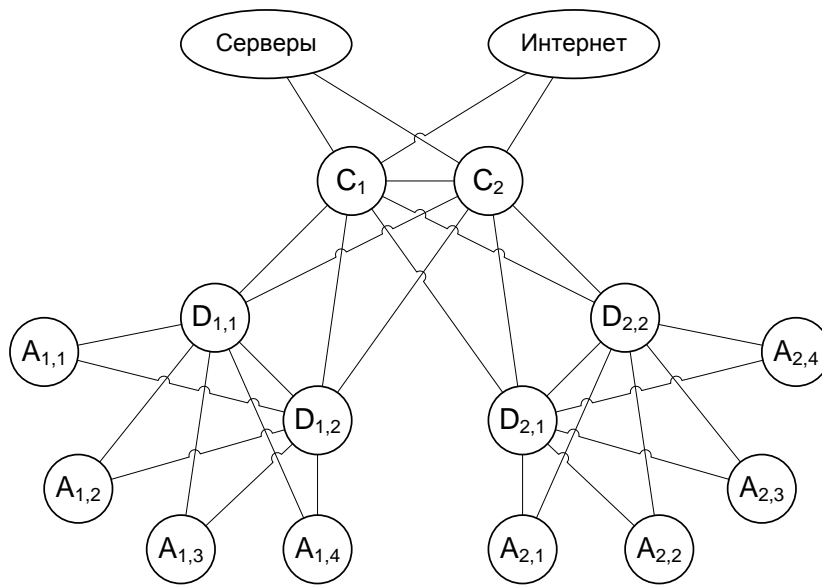 Серверы
Интернет
C1
C2
D1,1
D2,2
A1,1
A2,4
D1,2
D2,1
A1,2
A2,3
A1,3
A1,4
A2,1
A2,2